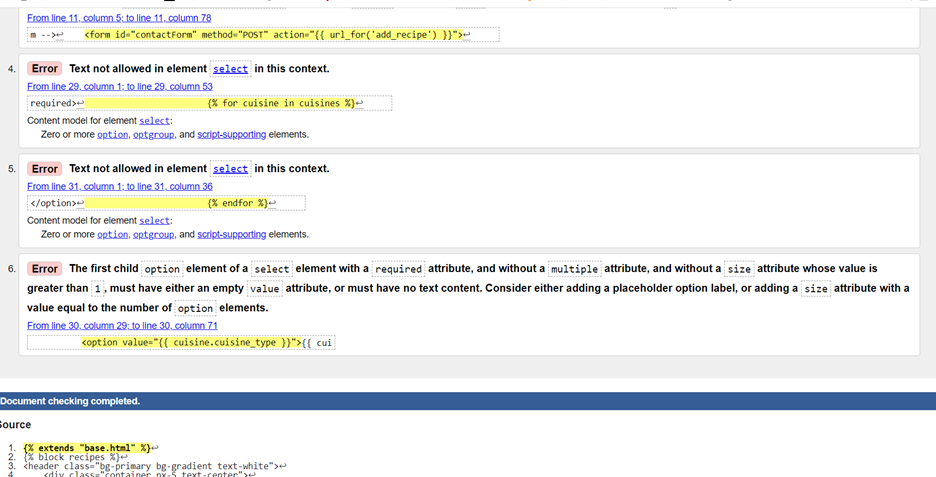 From line 11, column 5; to line 11, column 78
m -->↩ <form id="contactForm" method="POST" action="{{ url_for('add_recipe') }}">↩
4. Error Text not allowed in element select in this context.
From line 29, column 1; to line 29, column 53
required>↩ {% for cuisine in cuisines %}↩
Content model for element select:
Zero or more option, optgroup, and script-supporting elements.
5. Error Text not allowed in element select in this context.
From line 31, column 1; to line 31, column 36
</option>↩ {% endfor %}↩
Content model for element select:
Zero or more option, optgroup, and script-supporting elements.
6. Error The first child option element of a select element with a required attribute, and without a multiple attribute, and without a size attribute whose value is
greater than 1, must have either an empty value attribute, or must have no text content. Consider either adding a placeholder option label, or adding a size attribute with a
value equal to the number of option elements.
From line 30, column 29; to line 30, column 71
<option value="{{ cuisine.cuisine_type }}">{{ cui
Document checking completed.
Source
1. {% extends "base.html" %}↩
2. {% block recipes %}↩
3. <header class="bg-primary bg-gradient text-white">↩
4. <div class="container px-5 text-center">↩